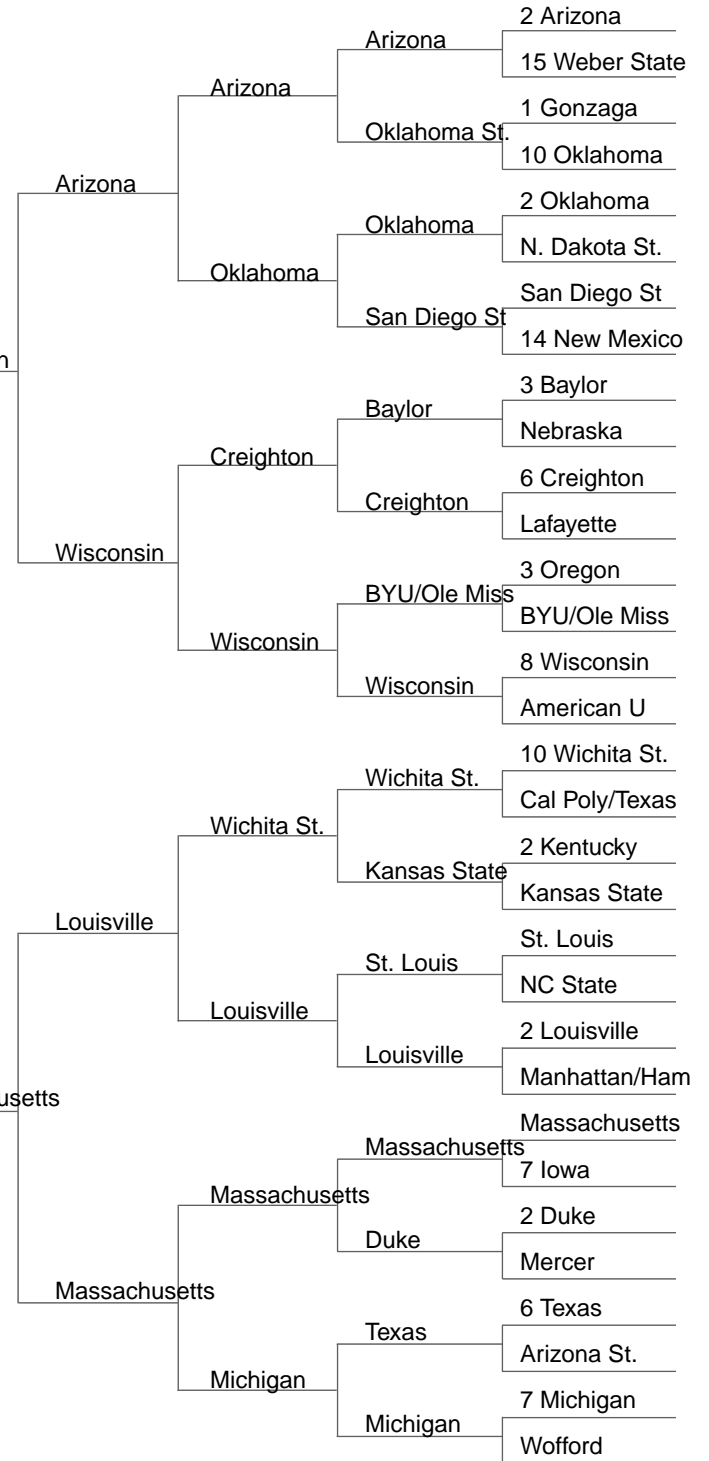 2 Arizona
Arizona
15 Weber State
Arizona
1 Gonzaga
Oklahoma St.
10 Oklahoma
Arizona
2 Oklahoma
Oklahoma
N. Dakota St.
Oklahoma
San Diego St
San Diego St
14 New Mexico
n
3 Baylor
Baylor
Nebraska
Creighton
6 Creighton
Creighton
Lafayette
Wisconsin
3 Oregon
BYU/Ole Miss
BYU/Ole Miss
Wisconsin
8 Wisconsin
Wisconsin
American U
10 Wichita St.
Wichita St.
Cal Poly/Texas
Wichita St.
2 Kentucky
Kansas State
Kansas State
Louisville
St. Louis
St. Louis
NC State
Louisville
2 Louisville
Louisville
Manhattan/Ham
usetts
Massachusetts
Massachusetts
7 Iowa
Massachusetts
2 Duke
Duke
Mercer
Massachusetts
6 Texas
Texas
Arizona St.
Michigan
7 Michigan
Michigan
Wofford